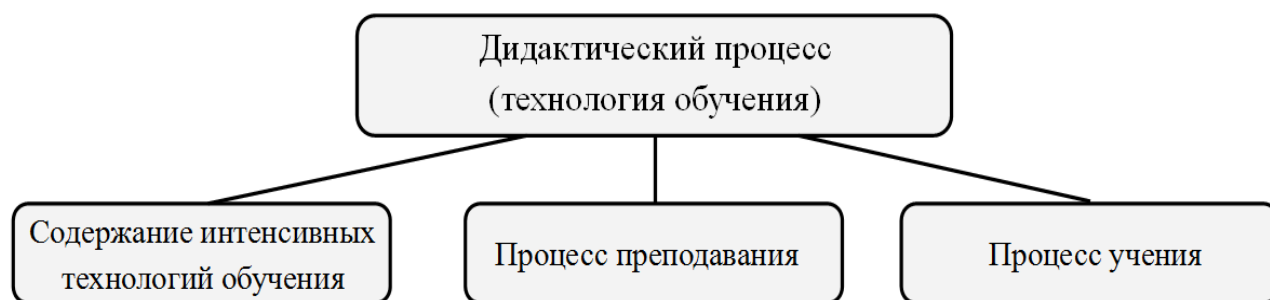 Дидактический процесс
(технология обучения)
Содержание интенсивных
технологий обучения
Процесс преподавания
Процесс учения